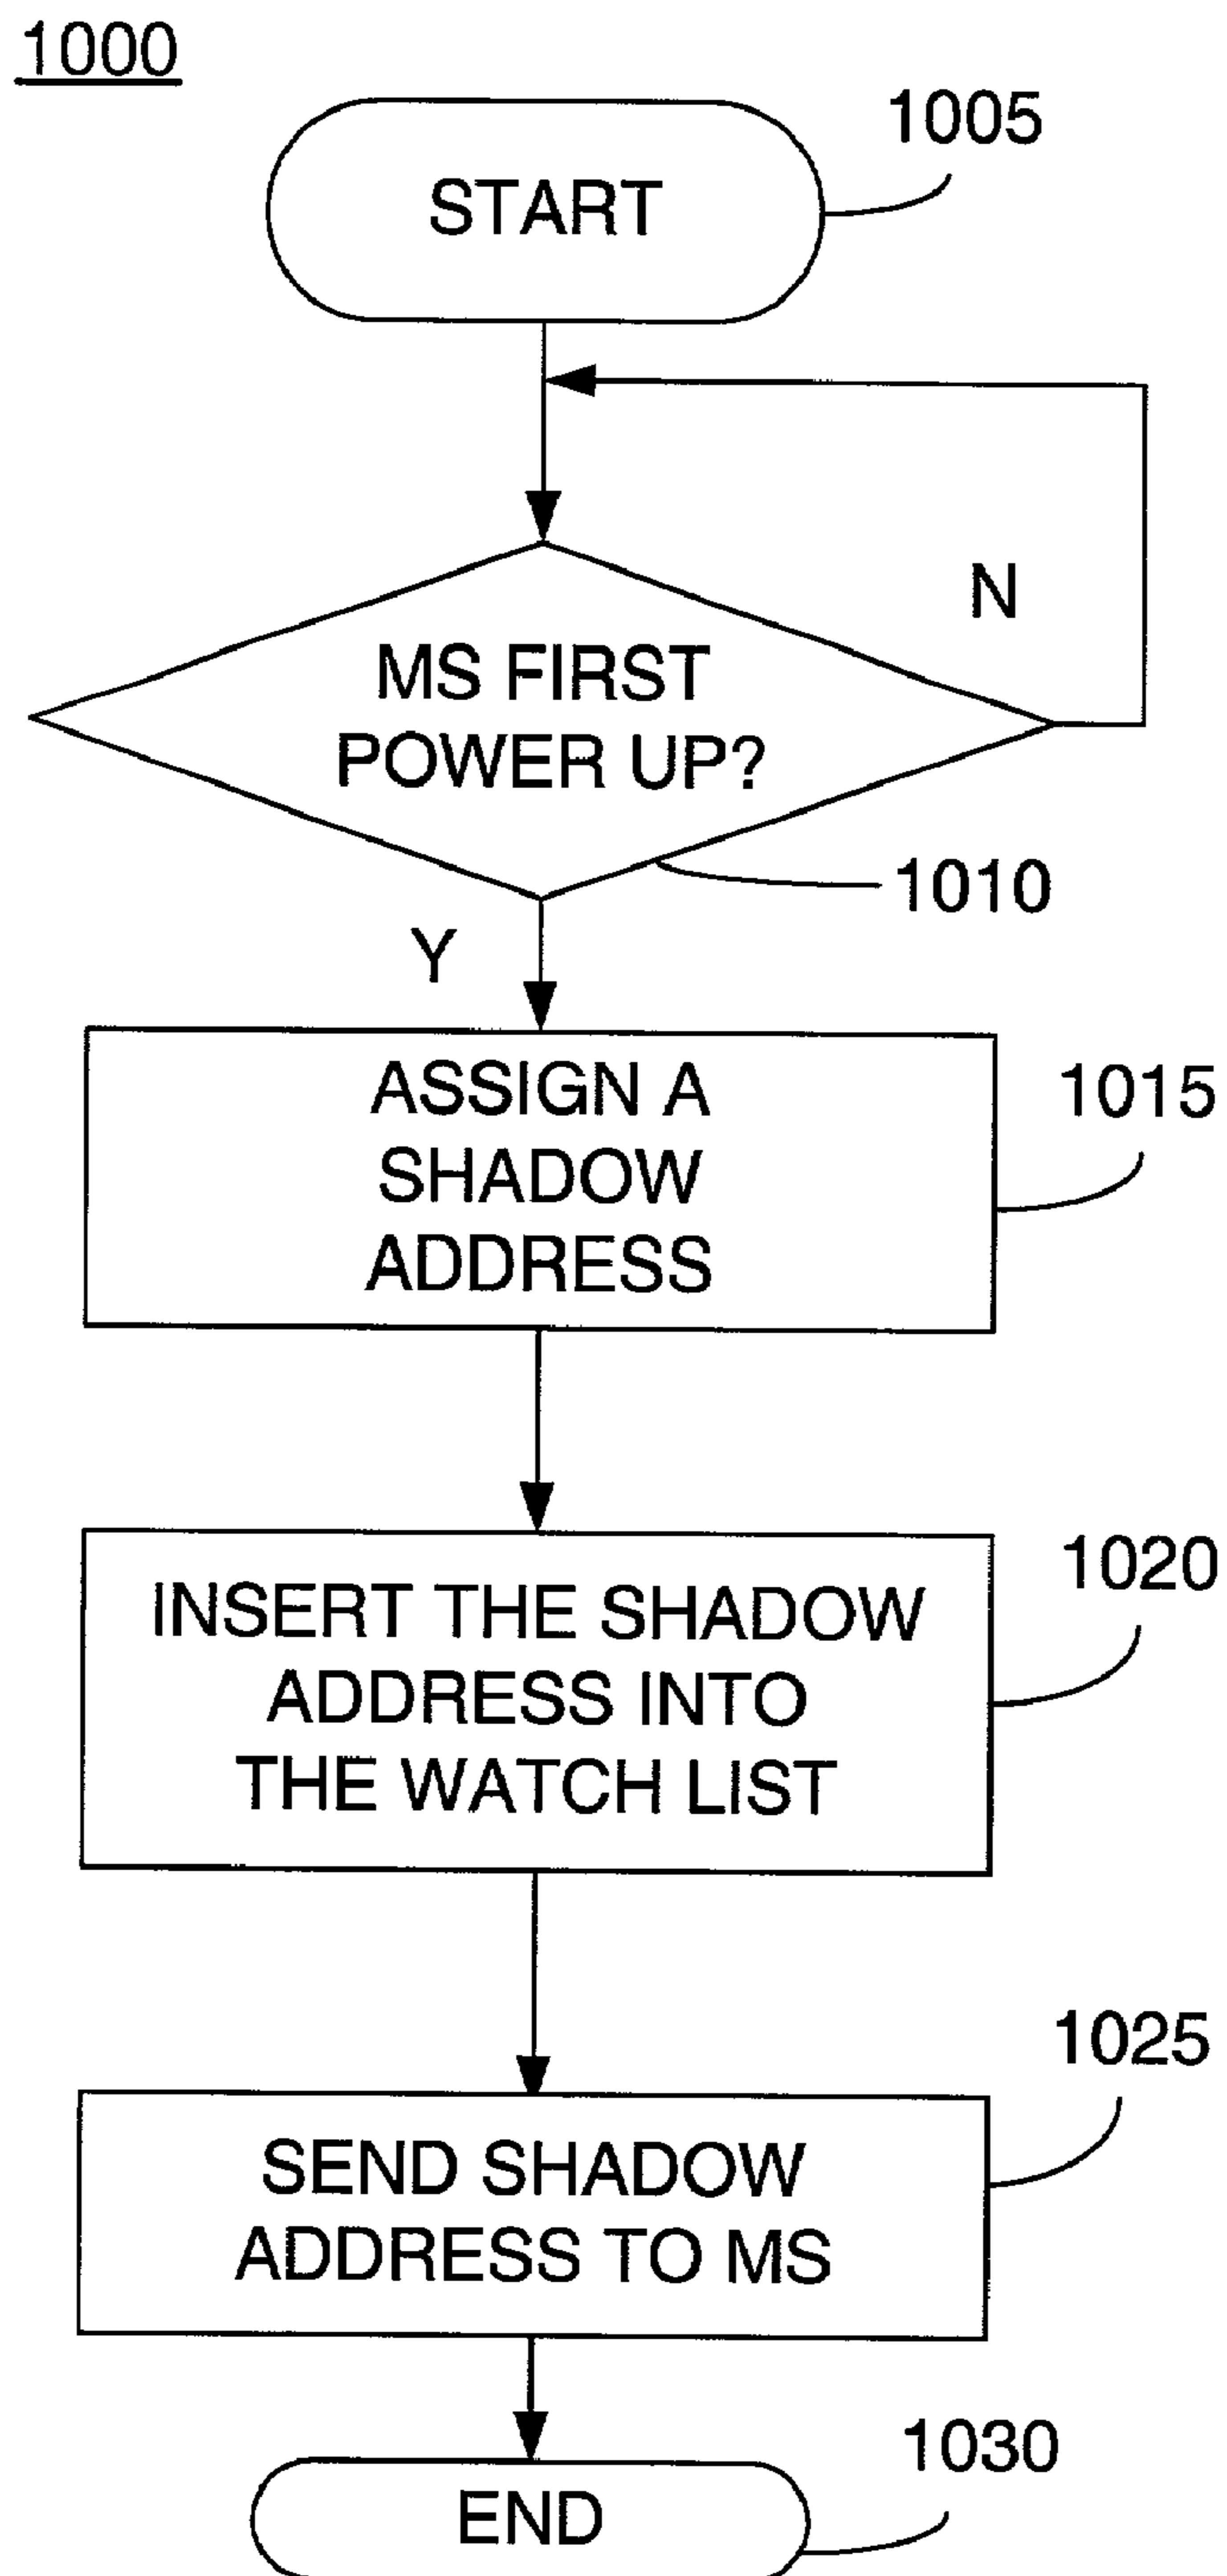 1000
1005
START
N
MS FIRST
POWER UP?
1010
Y
ASSIGN A
SHADOW
ADDRESS
1015
INSERT THE SHADOW
ADDRESS INTO
THE WATCH LIST
1020
1025
SEND SHADOW
ADDRESS TO MS
1030
END